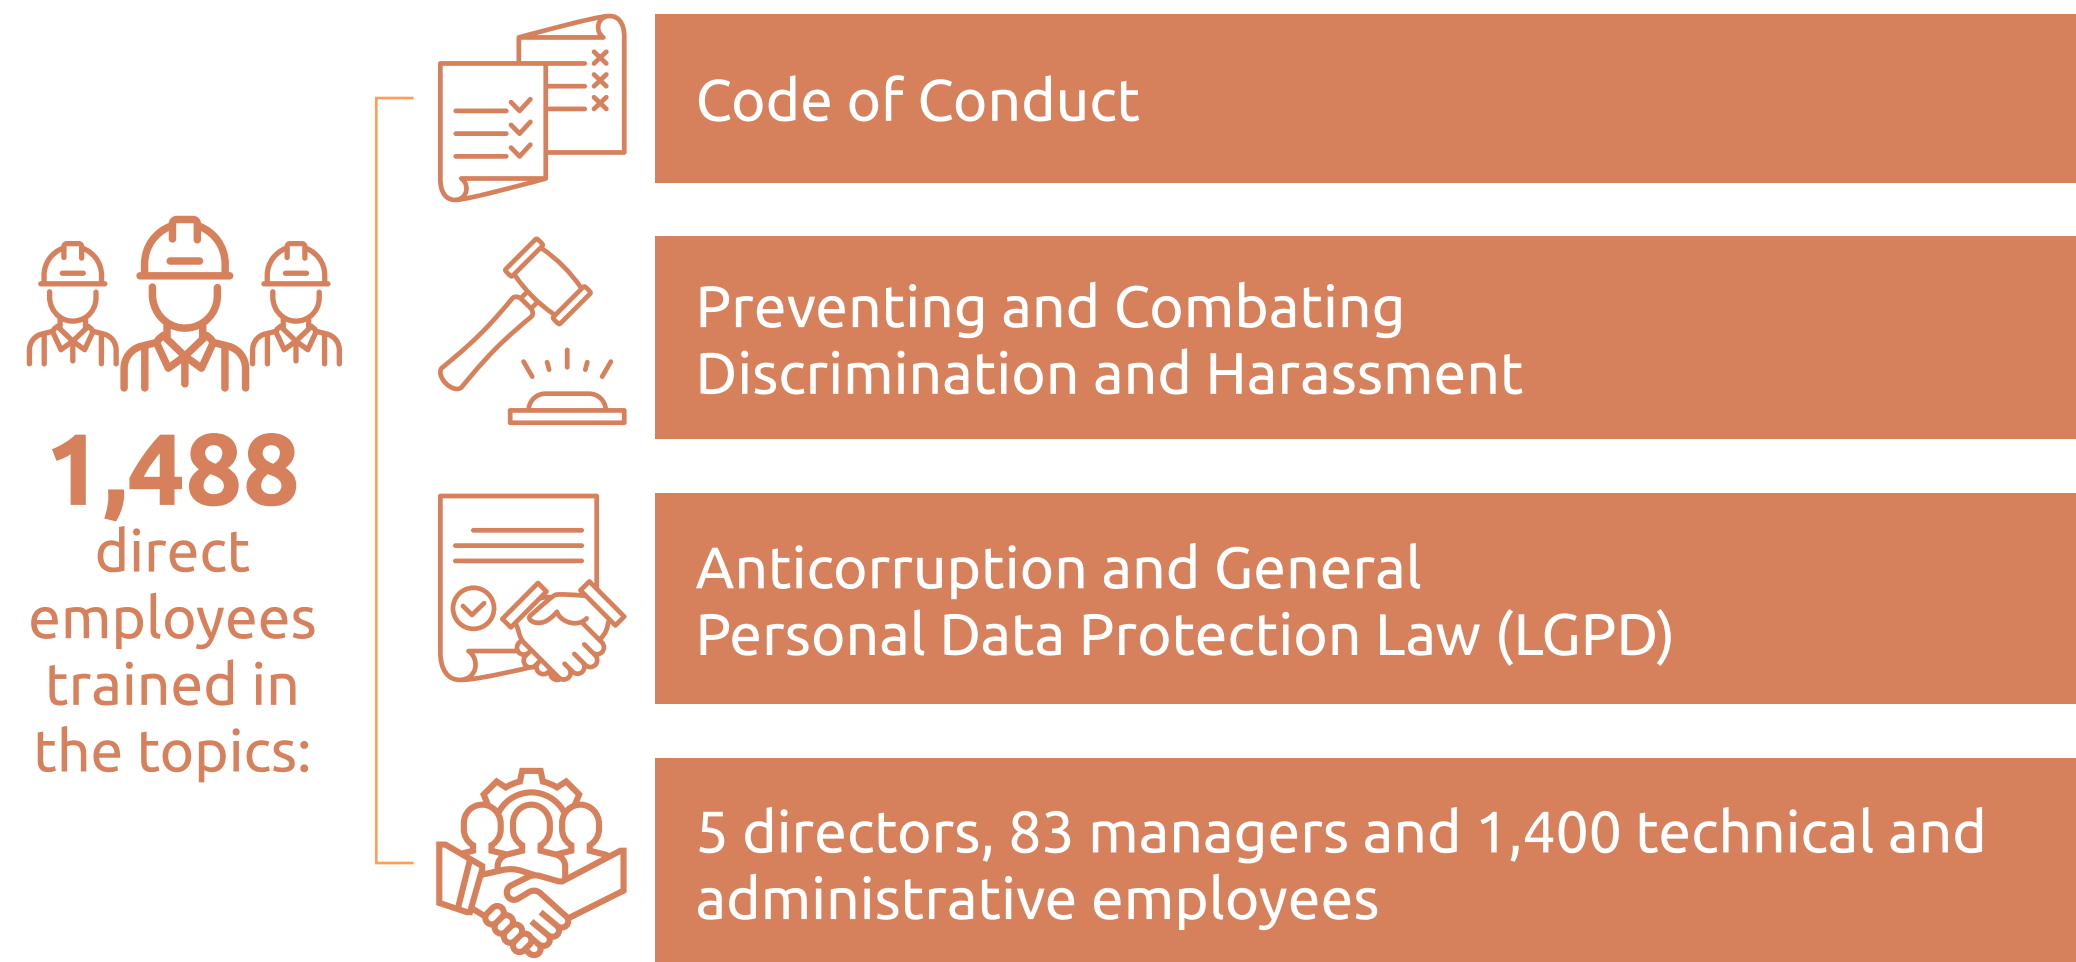 1,488
direct
employees
trained in
the topics:
Code of Conduct
Preventing and Combating
Discrimination and Harassment
Anticorruption and General
Personal Data Protection Law (LGPD)
5 directors, 83 managers and 1,400 technical and
administrative employees